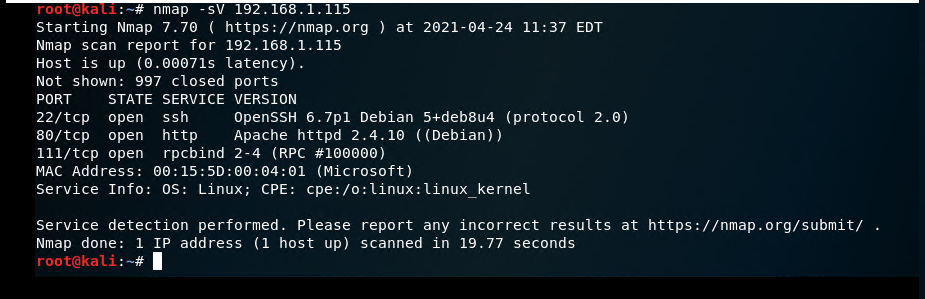 root@kali:~# nmap -sV 192.168.1.115
Starting Nmap 7.70 ( https://nmap.org ) at 2021-04-24 11:37 EDT
Nmap scan report for 192.168.1.115
Host is up (0.00071s latency).
Not shown: 997 closed ports
PORT    STATE SERVICE VERSION
22/tcp  open  ssh     OpenSSH 6.7p1 Debian 5+deb8u4 (protocol 2.0)
80/tcp  open  http    Apache httpd 2.4.10 ((Debian))
111/tcp open  rpcbind 2-4 (RPC #100000)
MAC Address: 00:15:5D:00:04:01 (Microsoft)
Service Info: OS: Linux; CPE: cpe:/o:linux:linux_kernel
Service detection performed. Please report any incorrect results at https://nmap.org/submit/ .
Nmap done: 1 IP address (1 host up) scanned in 19.77 seconds
root@kali:~#